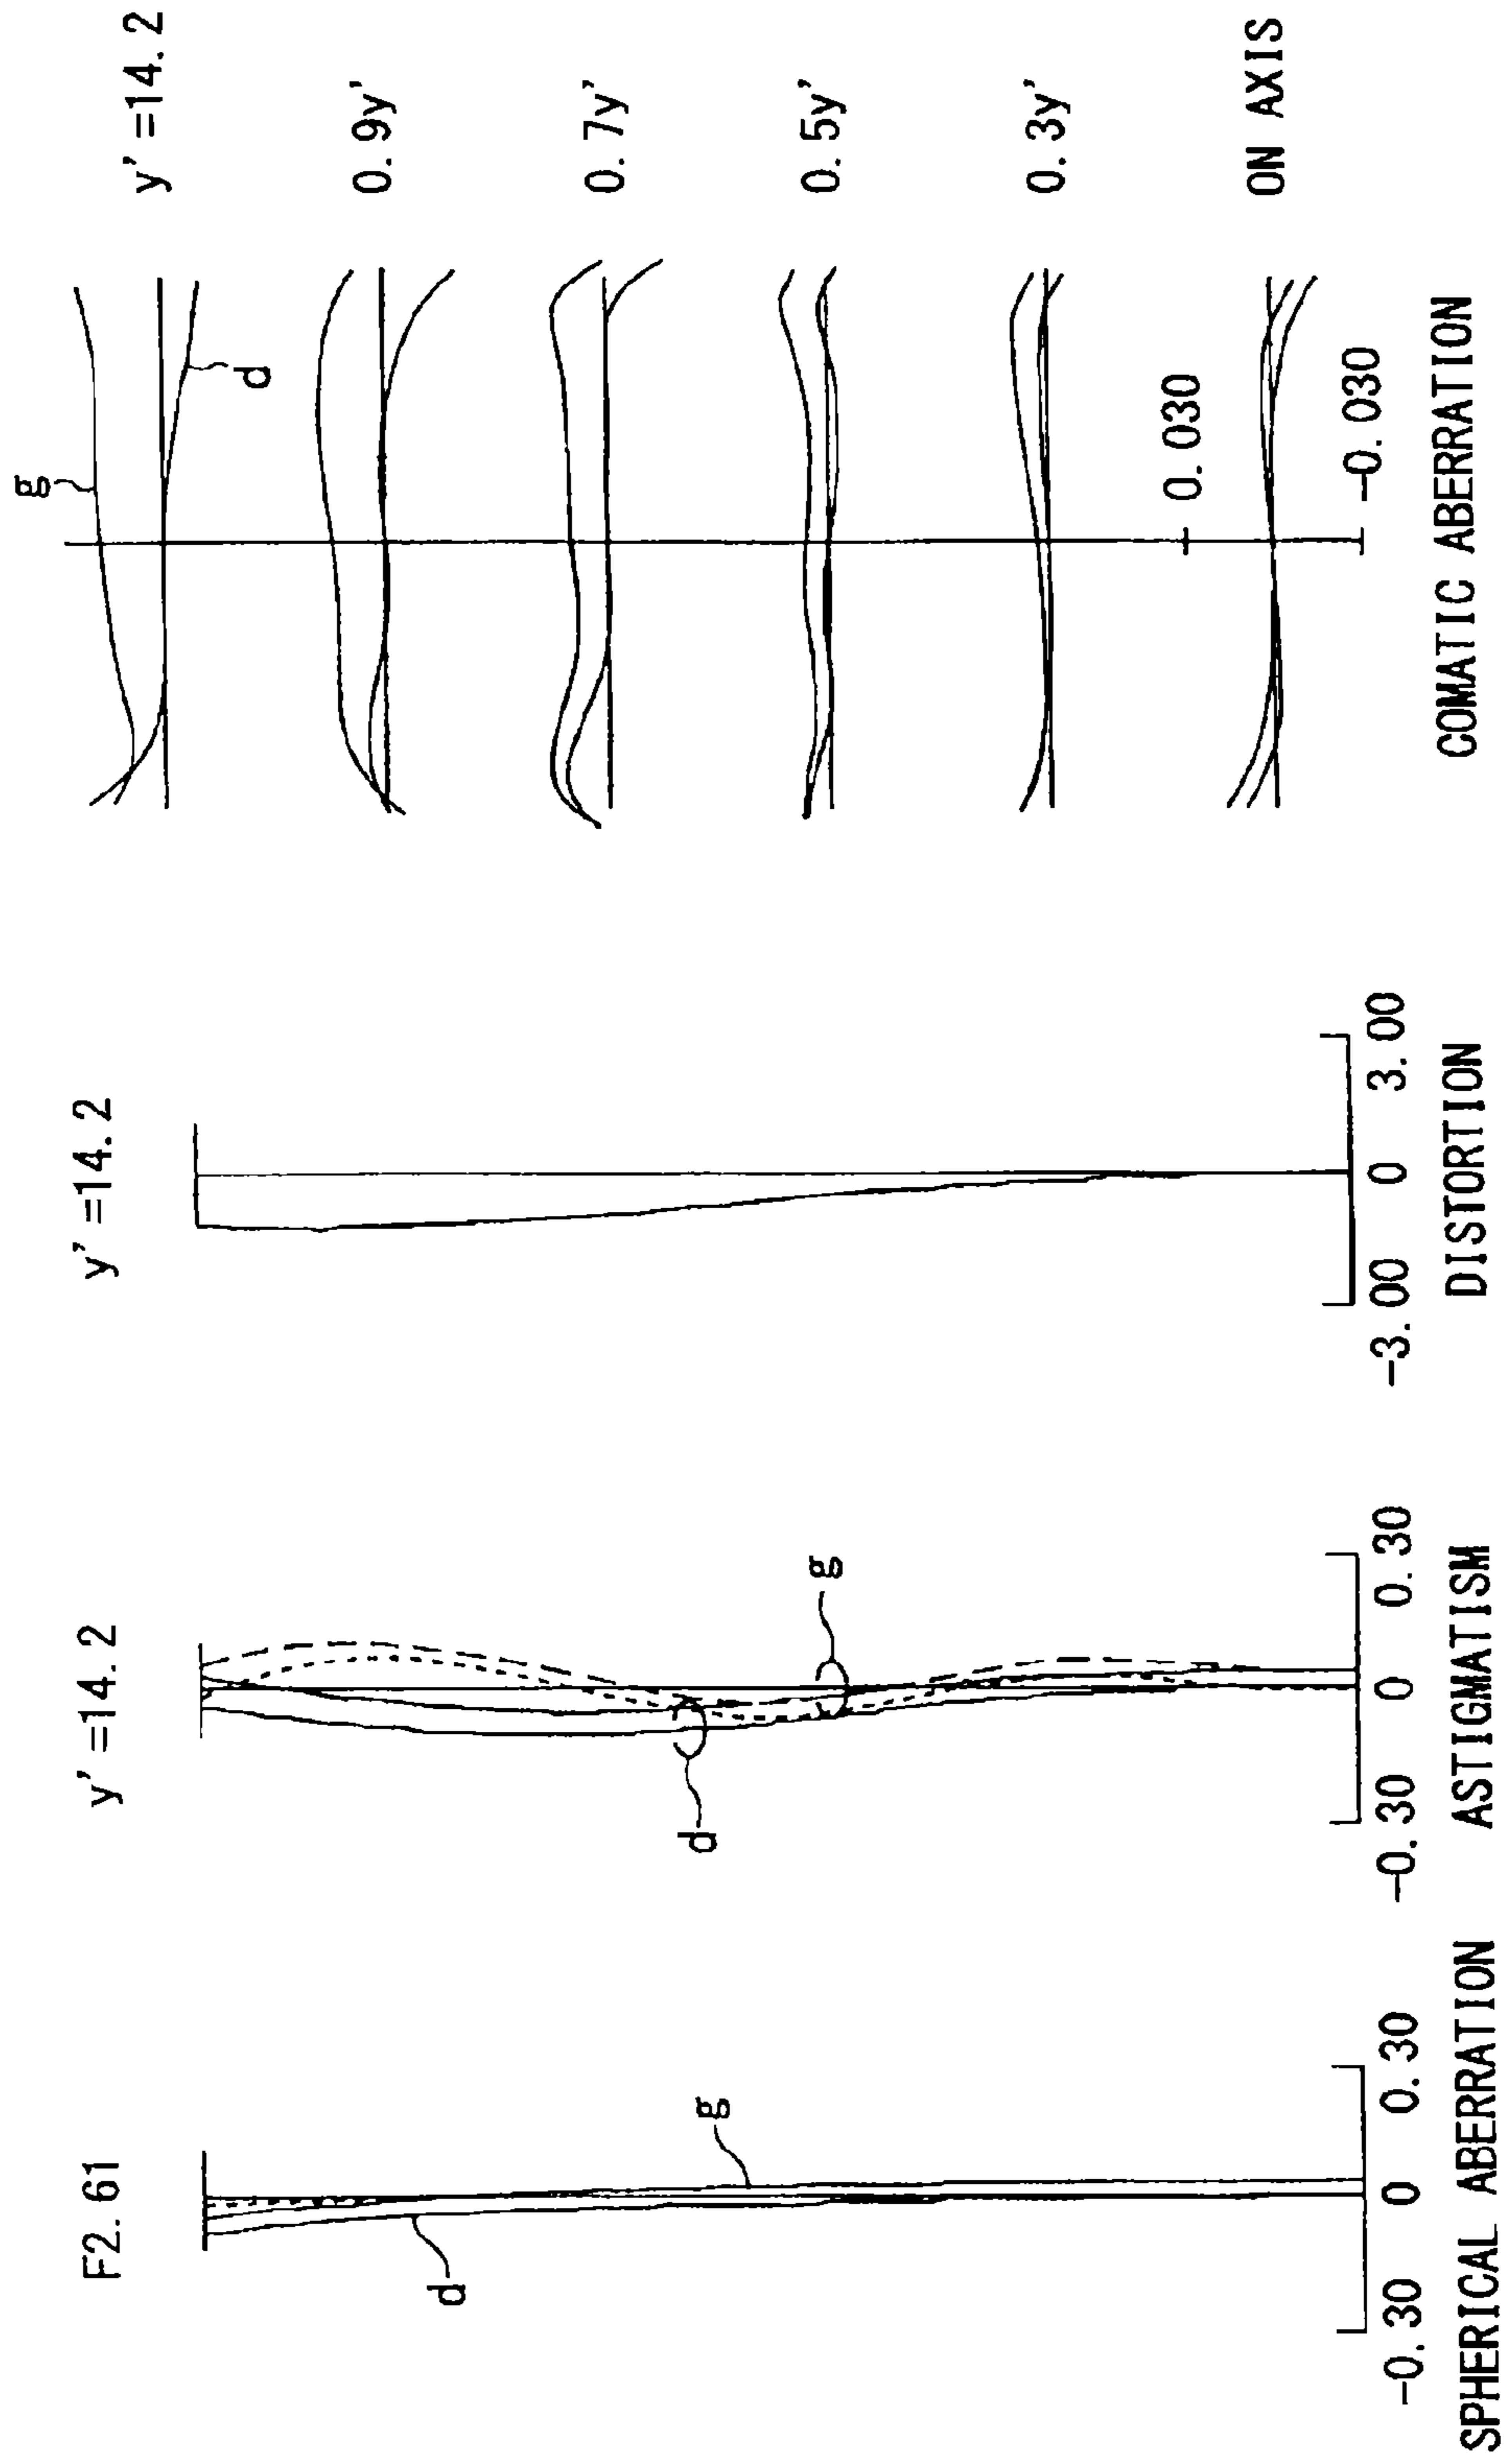 F2. 61
g
d
-0. 30
0
0. 30
SPHERICAL ABERRATION
y' =14. 2
g
d
-0. 30
0
0. 30
ASTIGMATISM
y' =14. 2
-3. 00
0
3. 00
DISTORTION
g
d
y' =14. 2
0. 9y'
0. 7y'
0. 5y'
0. 3y'
0. 030
ON AXIS
-0. 030
COMATIC ABERRATION